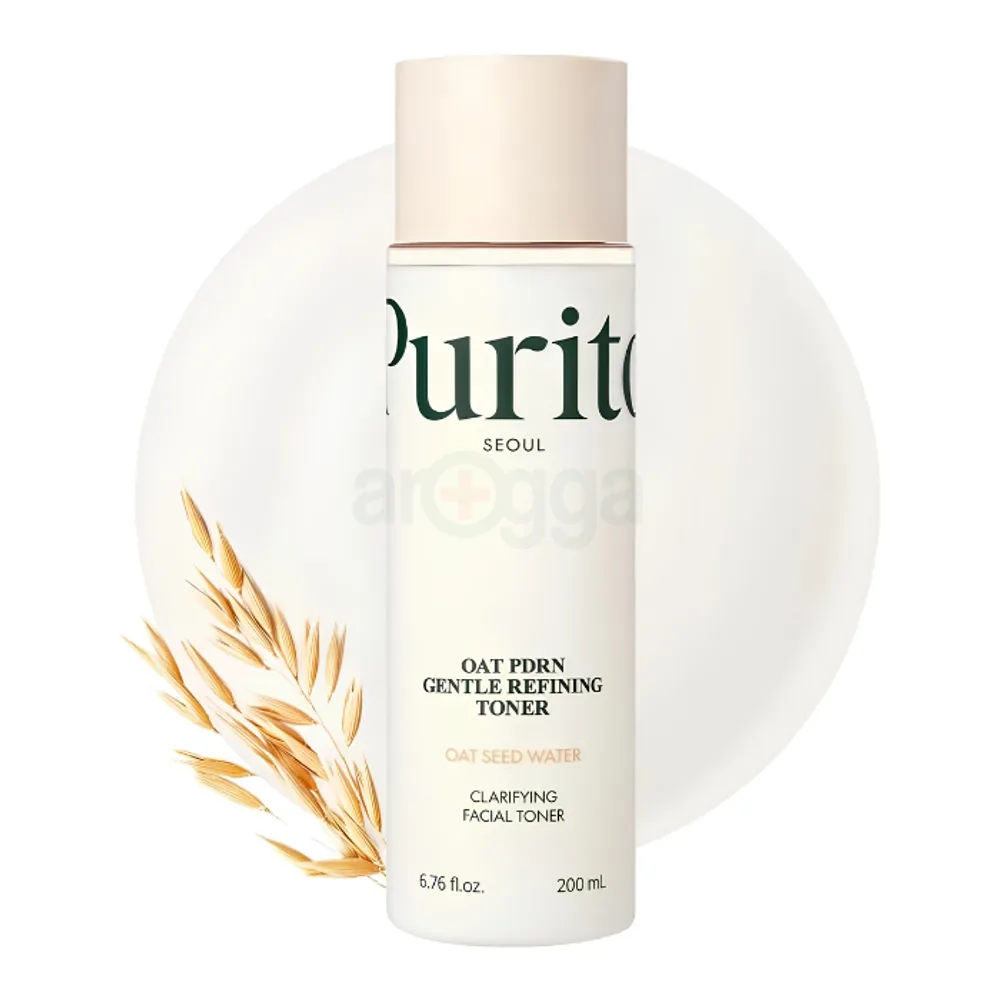 Purito
SEOUL
arogga
OAT PDRN
GENTLE REFINING
TONER
OAT SEED WATER
CLARIFYING
FACIAL TONER
6.76 fl.oz. 200 mL